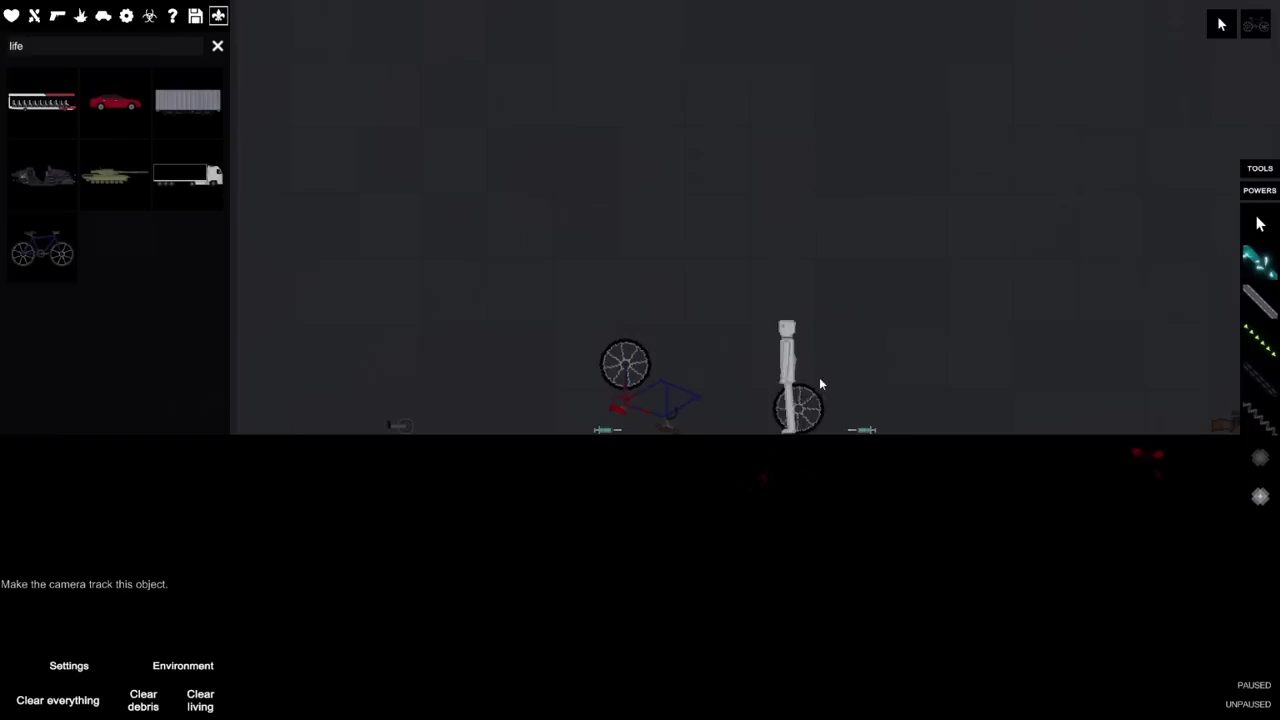 life
TOOLS
POWERS
Make the camera track this object.
Settings
Environment
Clear everything
Clear
debris
Clear
living
PAUSED
UNPAUSED